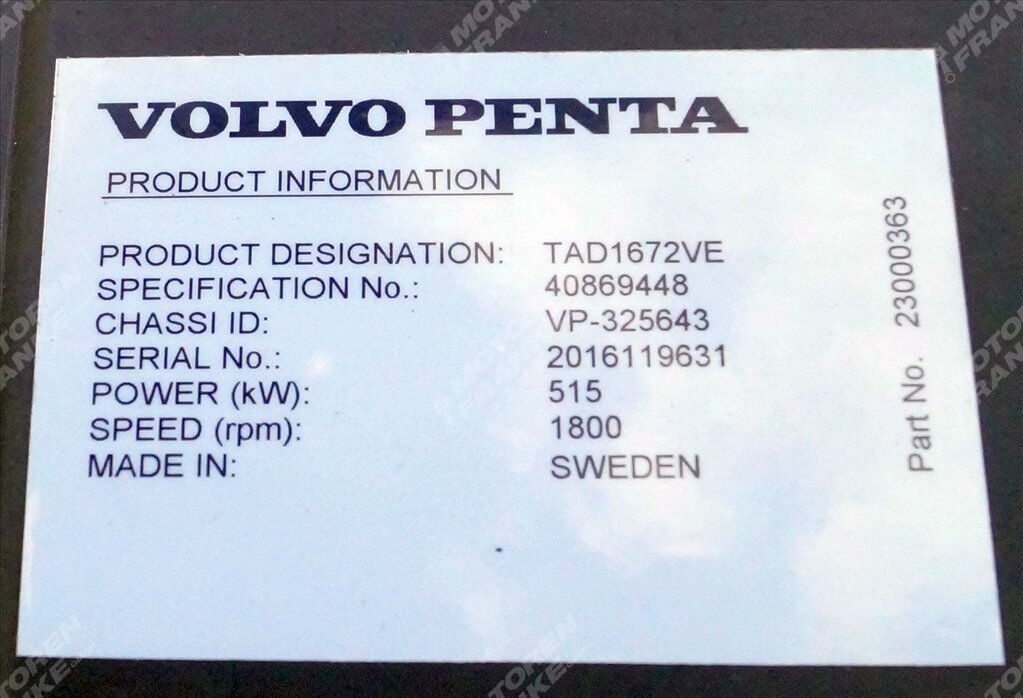 VOLVO PENTA
PRODUCT INFORMATION
PRODUCT DESIGNATION: TAD1672VE
SPECIFICATION No.: 40869448
CHASSI ID: VP-325643
SERIAL No.: 2016119631
POWER (kW): 515
SPEED (rpm): 1800
MADE IN: SWEDEN
Part No. 23000363